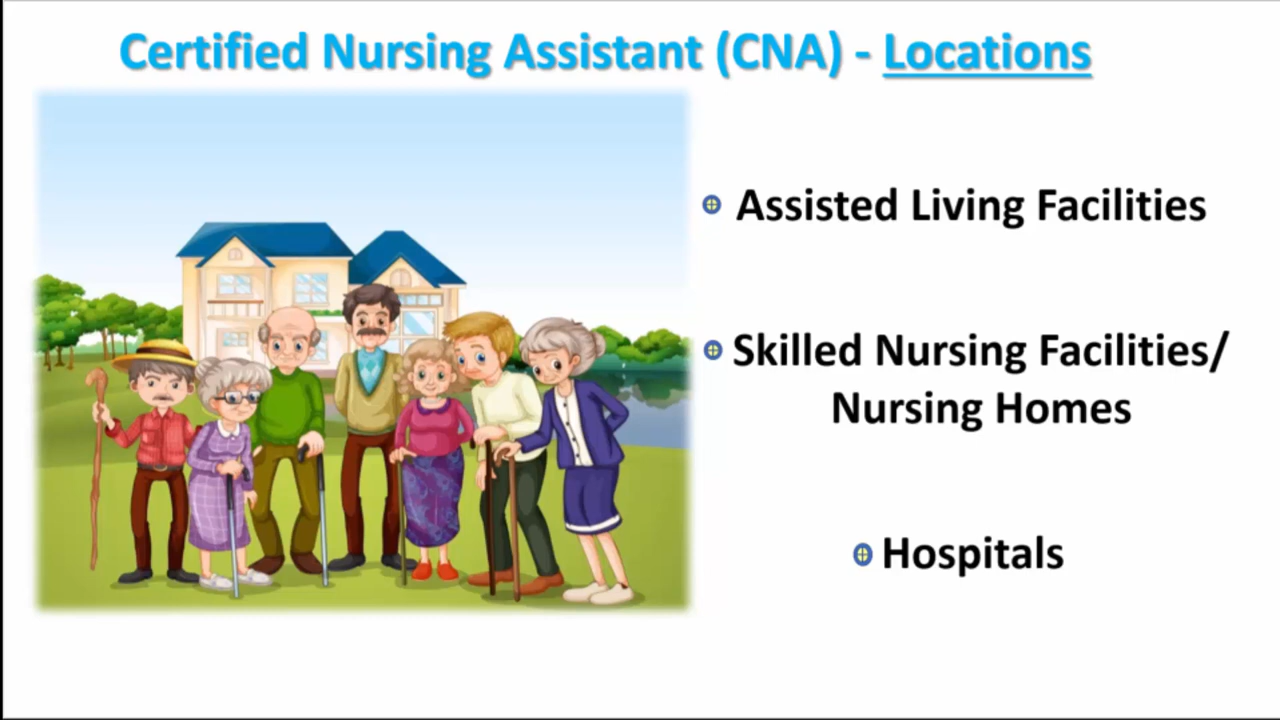 Certified Nursing Assistant (CNA) - Locations
Assisted Living Facilities
Skilled Nursing Facilities/
Nursing Homes
Hospitals